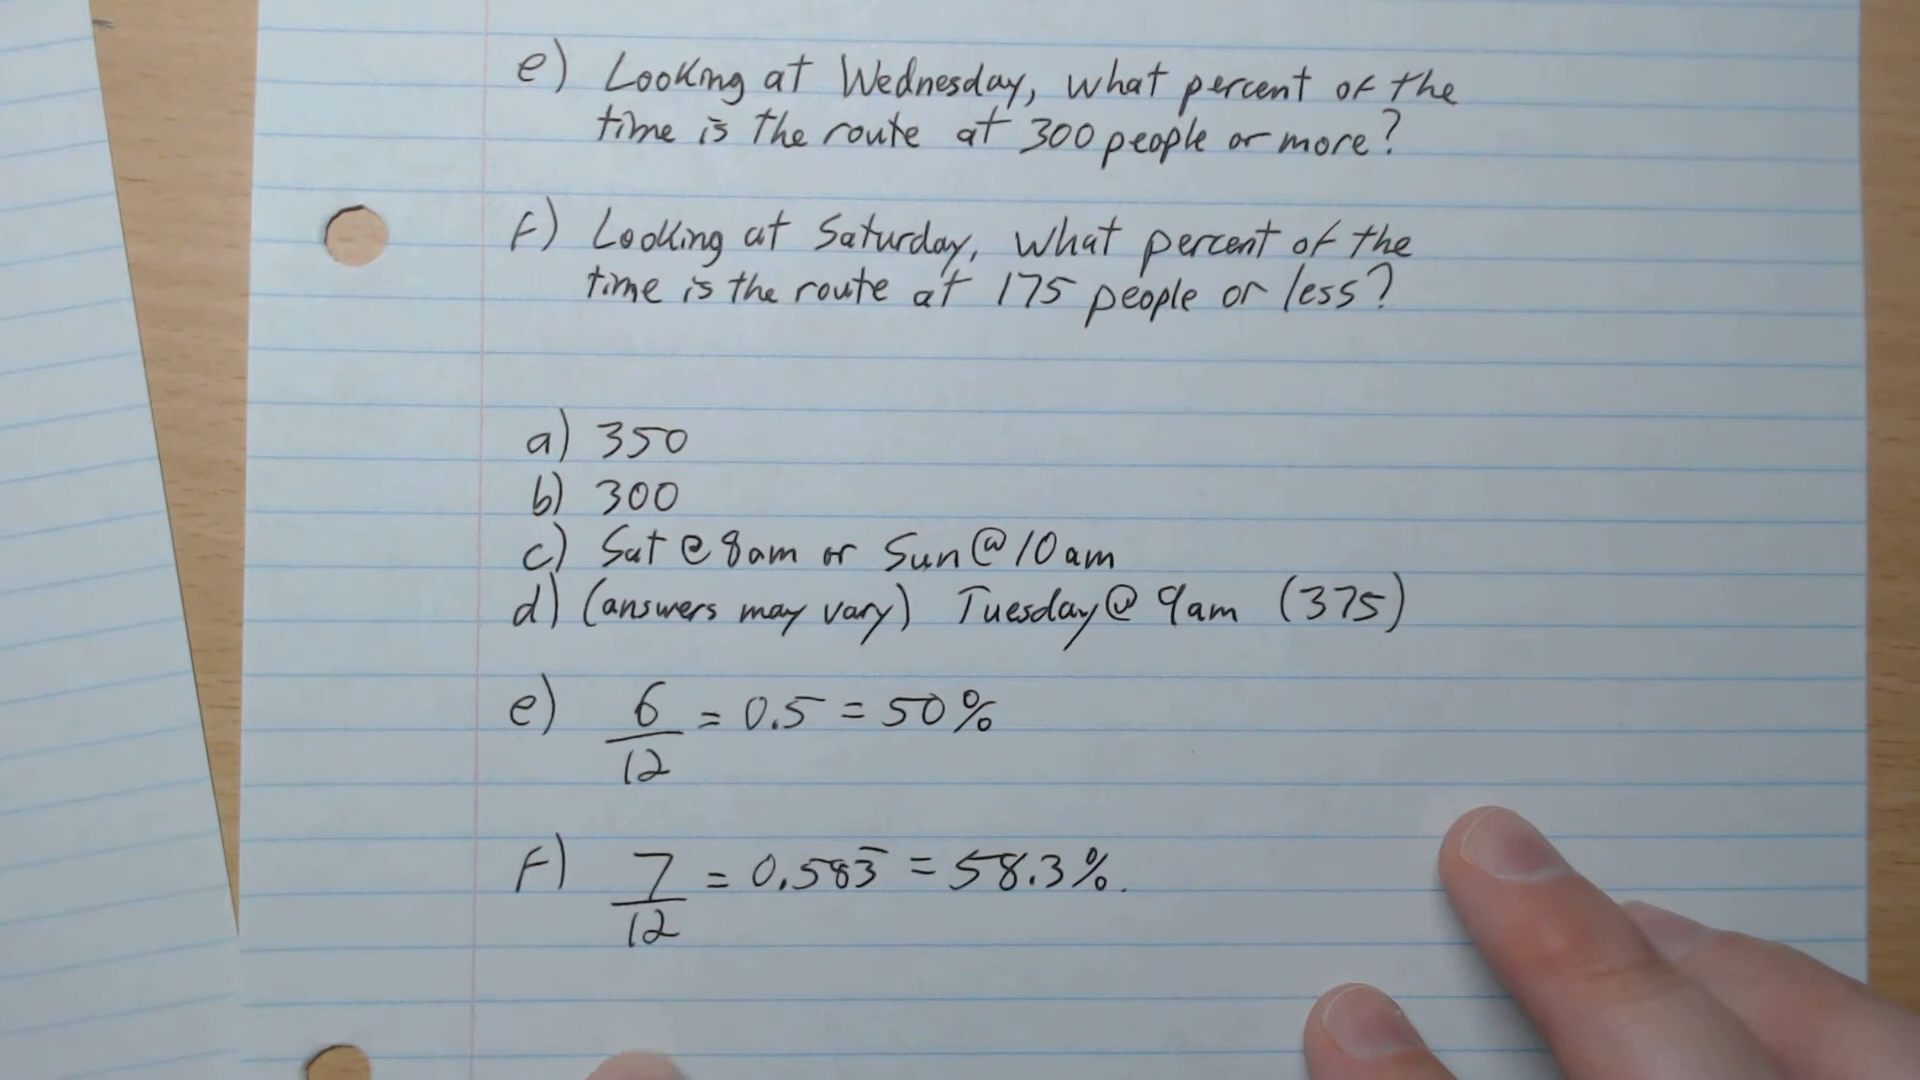 e) Looking at Wednesday, what percent of the
time is the route at 300 people or more?
f) Looking at Saturday, what percent of the
time is the route at 175 people or less?
a) 350
b) 300
c) Sat @ 8am or Sun @ 10am
d) (answers may vary) Tuesday @ 9am (375)
e) 6/12 = 0.5 = 50%
f) 7/12 = 0.583̅ = 58.3%.